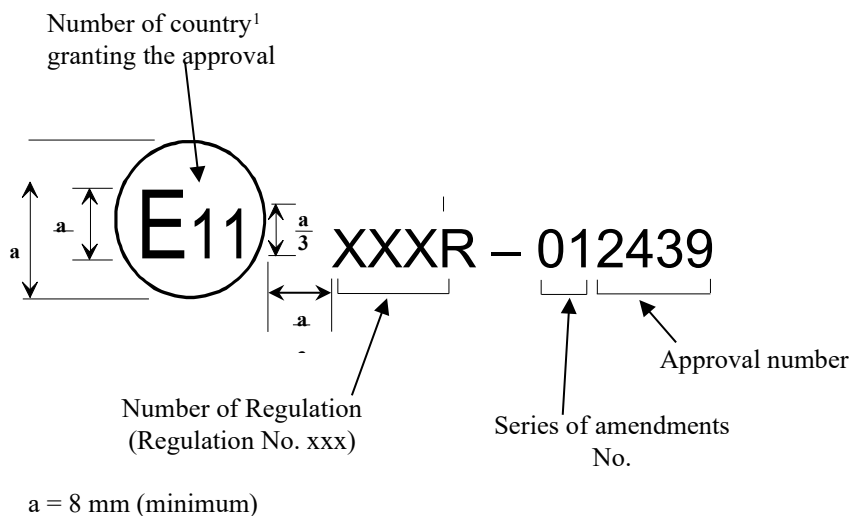 Number of country¹
granting the approval
a
a
E11
a
3
XXXR – 012439
a
Approval number
Number of Regulation
(Regulation No. xxx)
Series of amendments
No.
a = 8 mm (minimum)